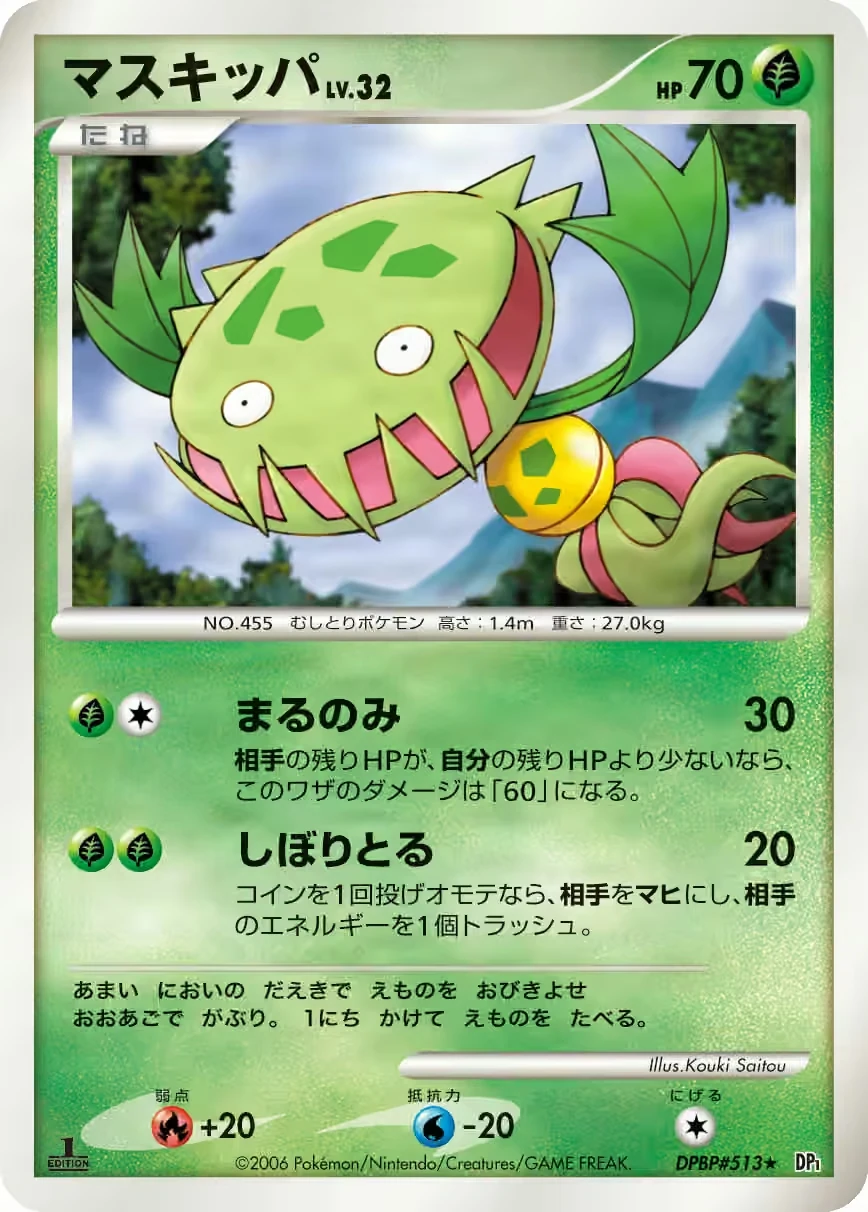 マスキッパ LV.32 HP 70
たね
NO.455 むしとりポケモン 高さ：1.4m 重さ：27.0kg
まるのみ 30
相手の残りHPが、自分の残りHPより少ないなら、
このワザのダメージは「60」になる。
しぼりとる 20
コインを1回投げオモテなら、相手をマヒにし、相手
のエネルギーを1個トラッシュ。
あまい においの だえきで えものを おびきよせ
おおあごで がぶり。 1にち かけて えものを たべる。
Illus.Kouki Saitou
弱点 抵抗力 にげる
+20 -20
1 EDITION ©2006 Pokémon/Nintendo/Creatures/GAME FREAK. DPBP#513★ DP1